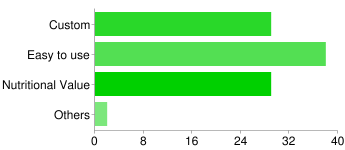 Custom
Easy to use
Nutritional Value
Others
0 8 16 24 32 40